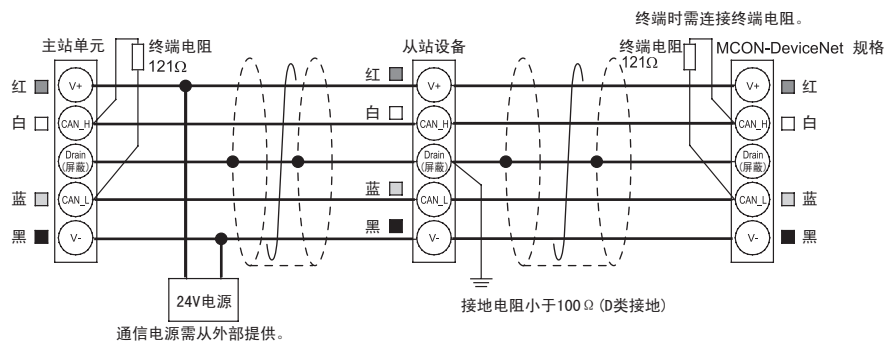 终端时需连接终端电阻。
主站单元
终端电阻
121Ω
从站设备
终端电阻
121Ω
MCON-DeviceNet 规格
红
V+
红
V+
V+
红
白
CAN_H
白
CAN_H
CAN_H
白
Drain
(屏蔽)
Drain
(屏蔽)
Drain
(屏蔽)
蓝
CAN_L
蓝
CAN_L
CAN_L
蓝
黑
V-
黑
V-
V-
黑
24V电源
接地电阻小于100Ω(D类接地)
通信电源需从外部提供。